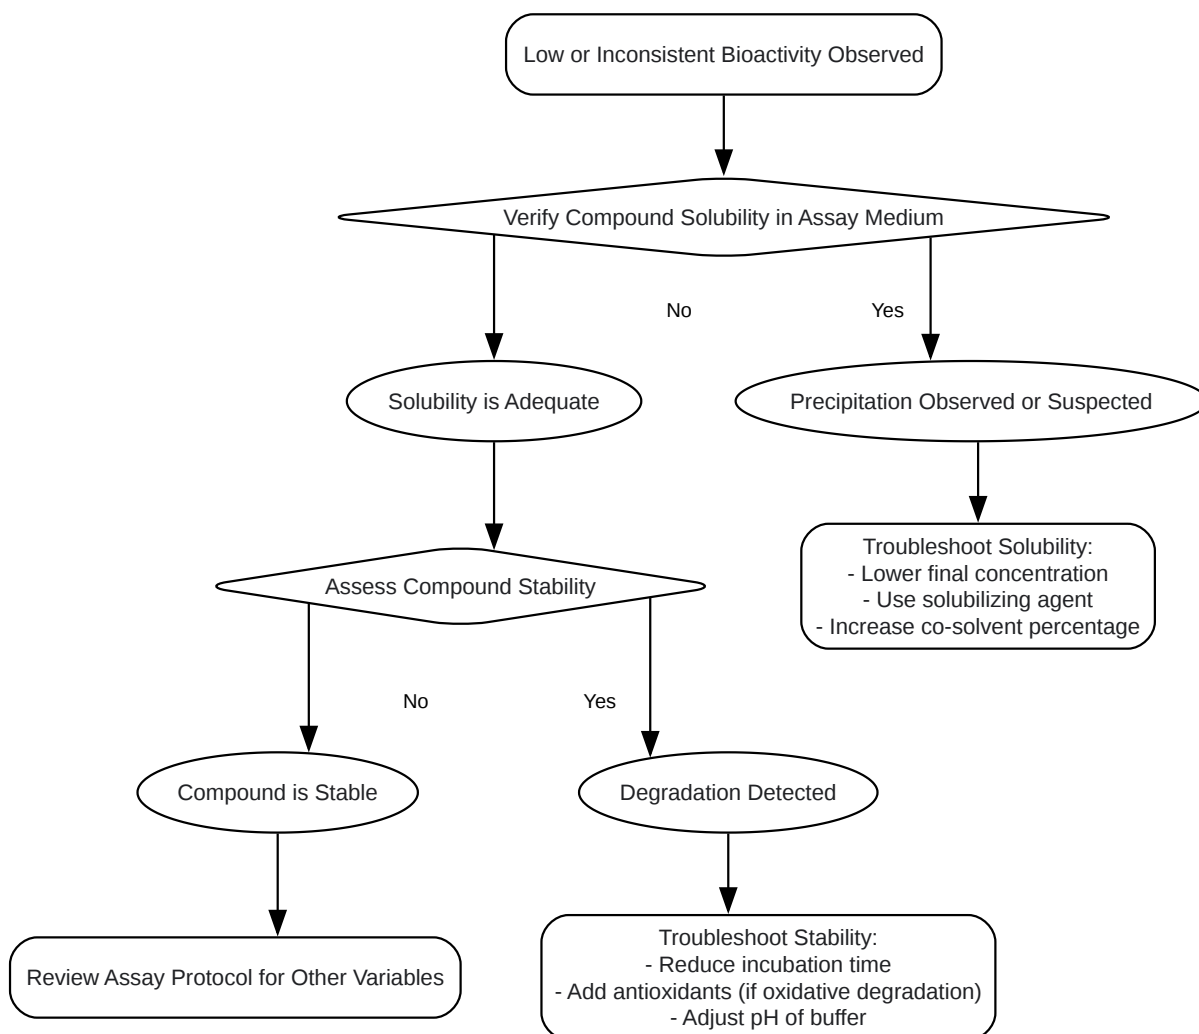 Low or Inconsistent Bioactivity Observed
Verify Compound Solubility in Assay Medium
No
Yes
Solubility is Adequate
Precipitation Observed or Suspected
Troubleshoot Solubility:
- Lower final concentration
- Use solubilizing agent
- Increase co-solvent percentage
Assess Compound Stability
No
Yes
Compound is Stable
Degradation Detected
Review Assay Protocol for Other Variables
Troubleshoot Stability:
- Reduce incubation time
- Add antioxidants (if oxidative degradation)
- Adjust pH of buffer